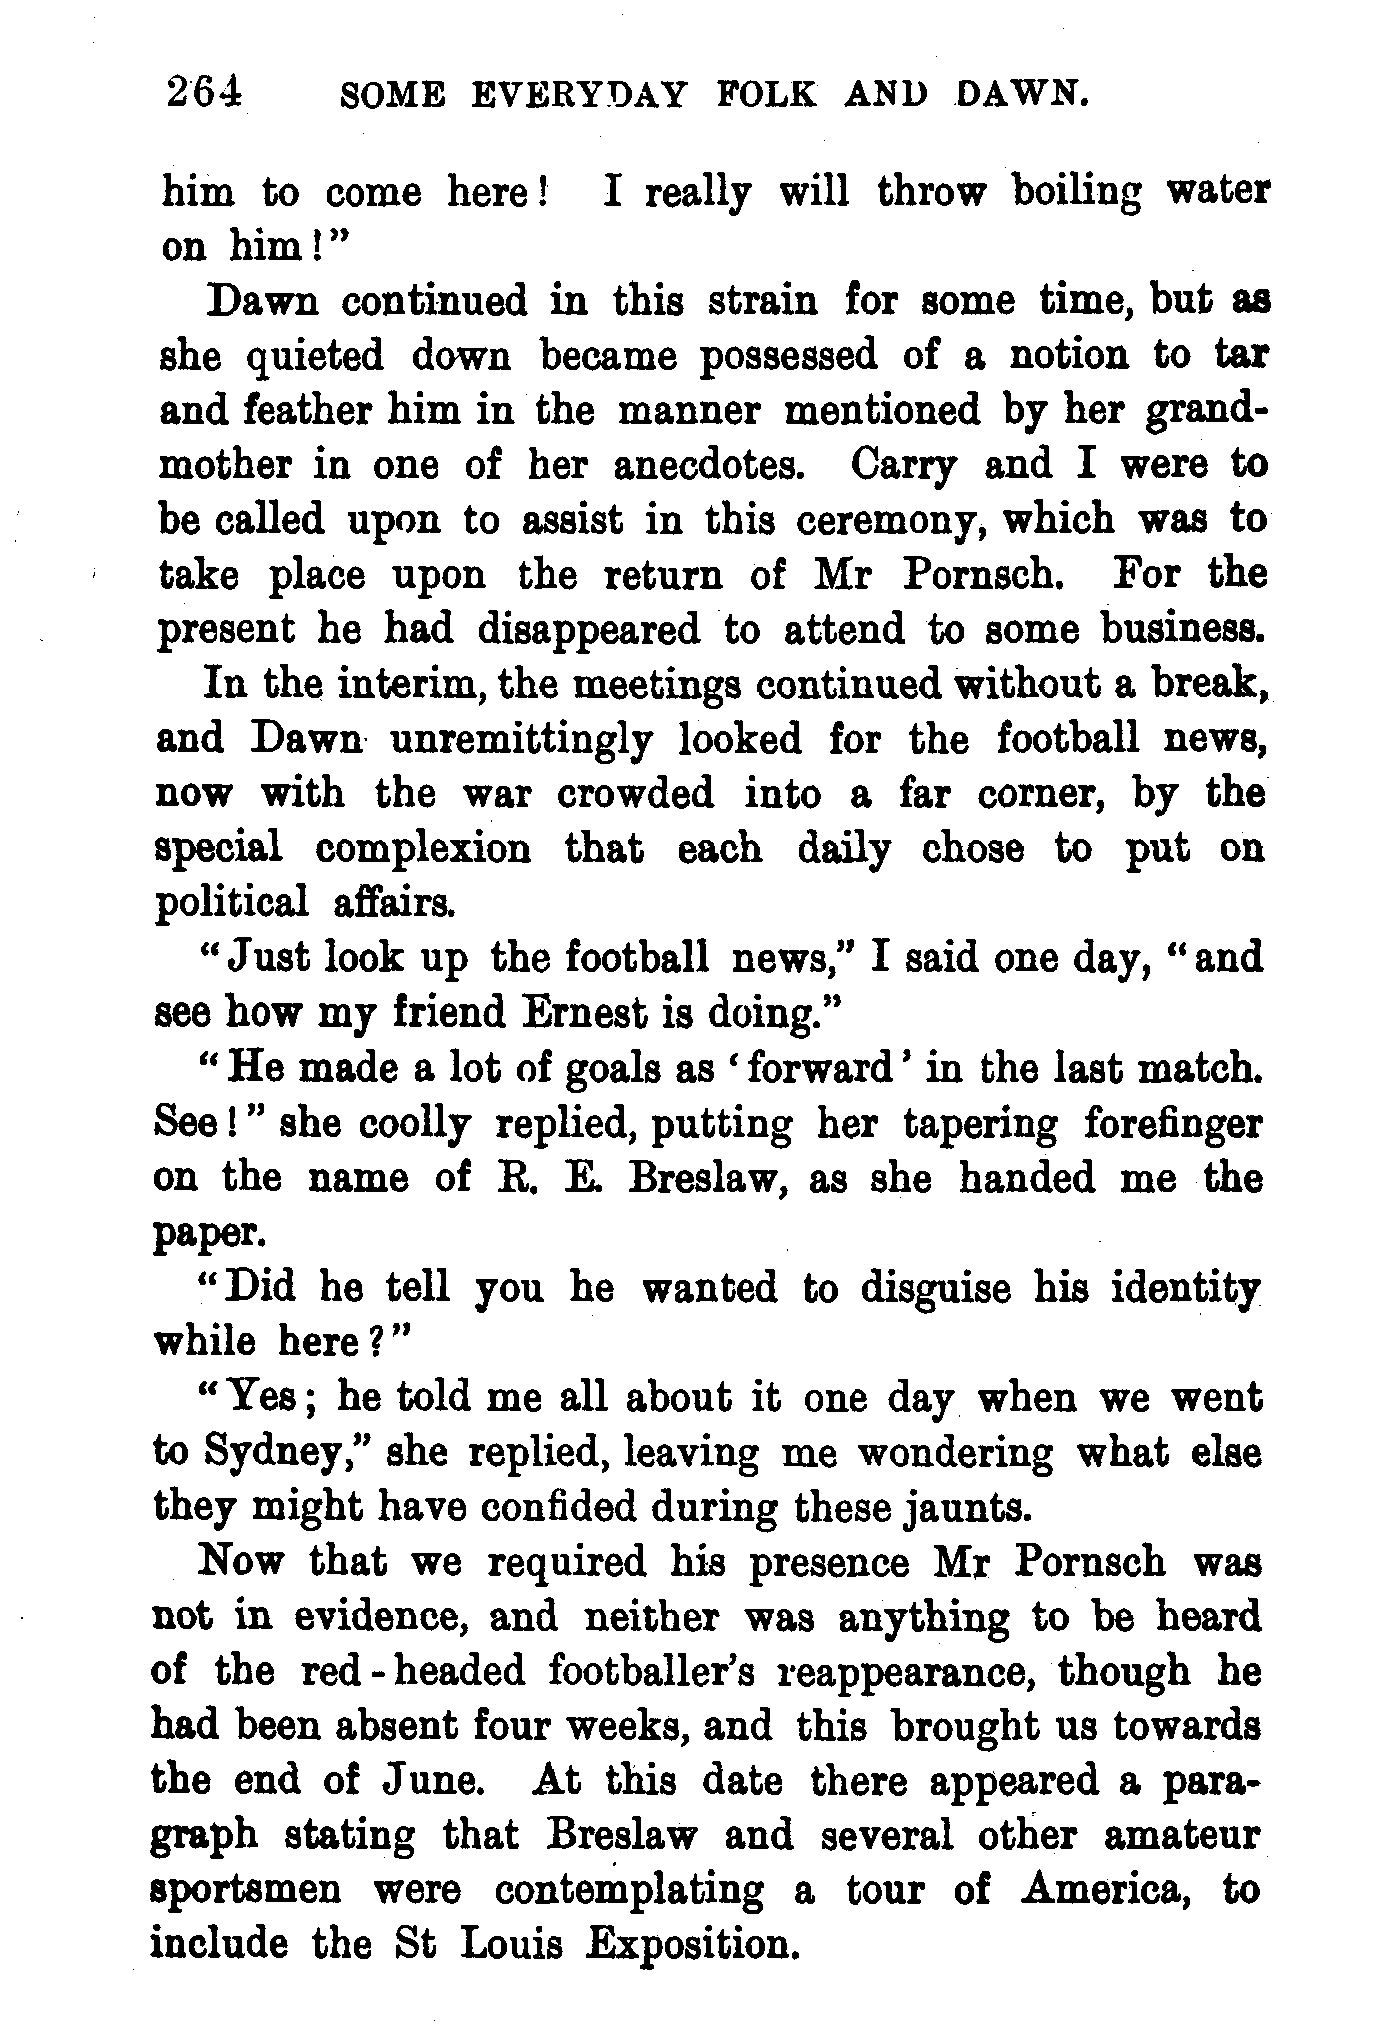 264 SOME EVERYDAY FOLK AND DAWN.
him to come here! I really will throw boiling water
on him!"
Dawn continued in this strain for some time, but as
she quieted down became possessed of a notion to tar
and feather him in the manner mentioned by her grand-
mother in one of her anecdotes. Carry and I were to
be called upon to assist in this ceremony, which was to
take place upon the return of Mr Pornsch. For the
present he had disappeared to attend to some business.
In the interim, the meetings continued without a break,
and Dawn unremittingly looked for the football news,
now with the war crowded into a far corner, by the
special complexion that each daily chose to put on
political affairs.
"Just look up the football news," I said one day, "and
see how my friend Ernest is doing."
"He made a lot of goals as 'forward' in the last match.
See!" she coolly replied, putting her tapering forefinger
on the name of R. E. Breslaw, as she handed me the
paper.
"Did he tell you he wanted to disguise his identity
while here?"
"Yes; he told me all about it one day when we went
to Sydney," she replied, leaving me wondering what else
they might have confided during these jaunts.
Now that we required his presence Mr Pornsch was
not in evidence, and neither was anything to be heard
of the red-headed footballer's reappearance, though he
had been absent four weeks, and this brought us towards
the end of June. At this date there appeared a para-
graph stating that Breslaw and several other amateur
sportsmen were contemplating a tour of America, to
include the St Louis Exposition.